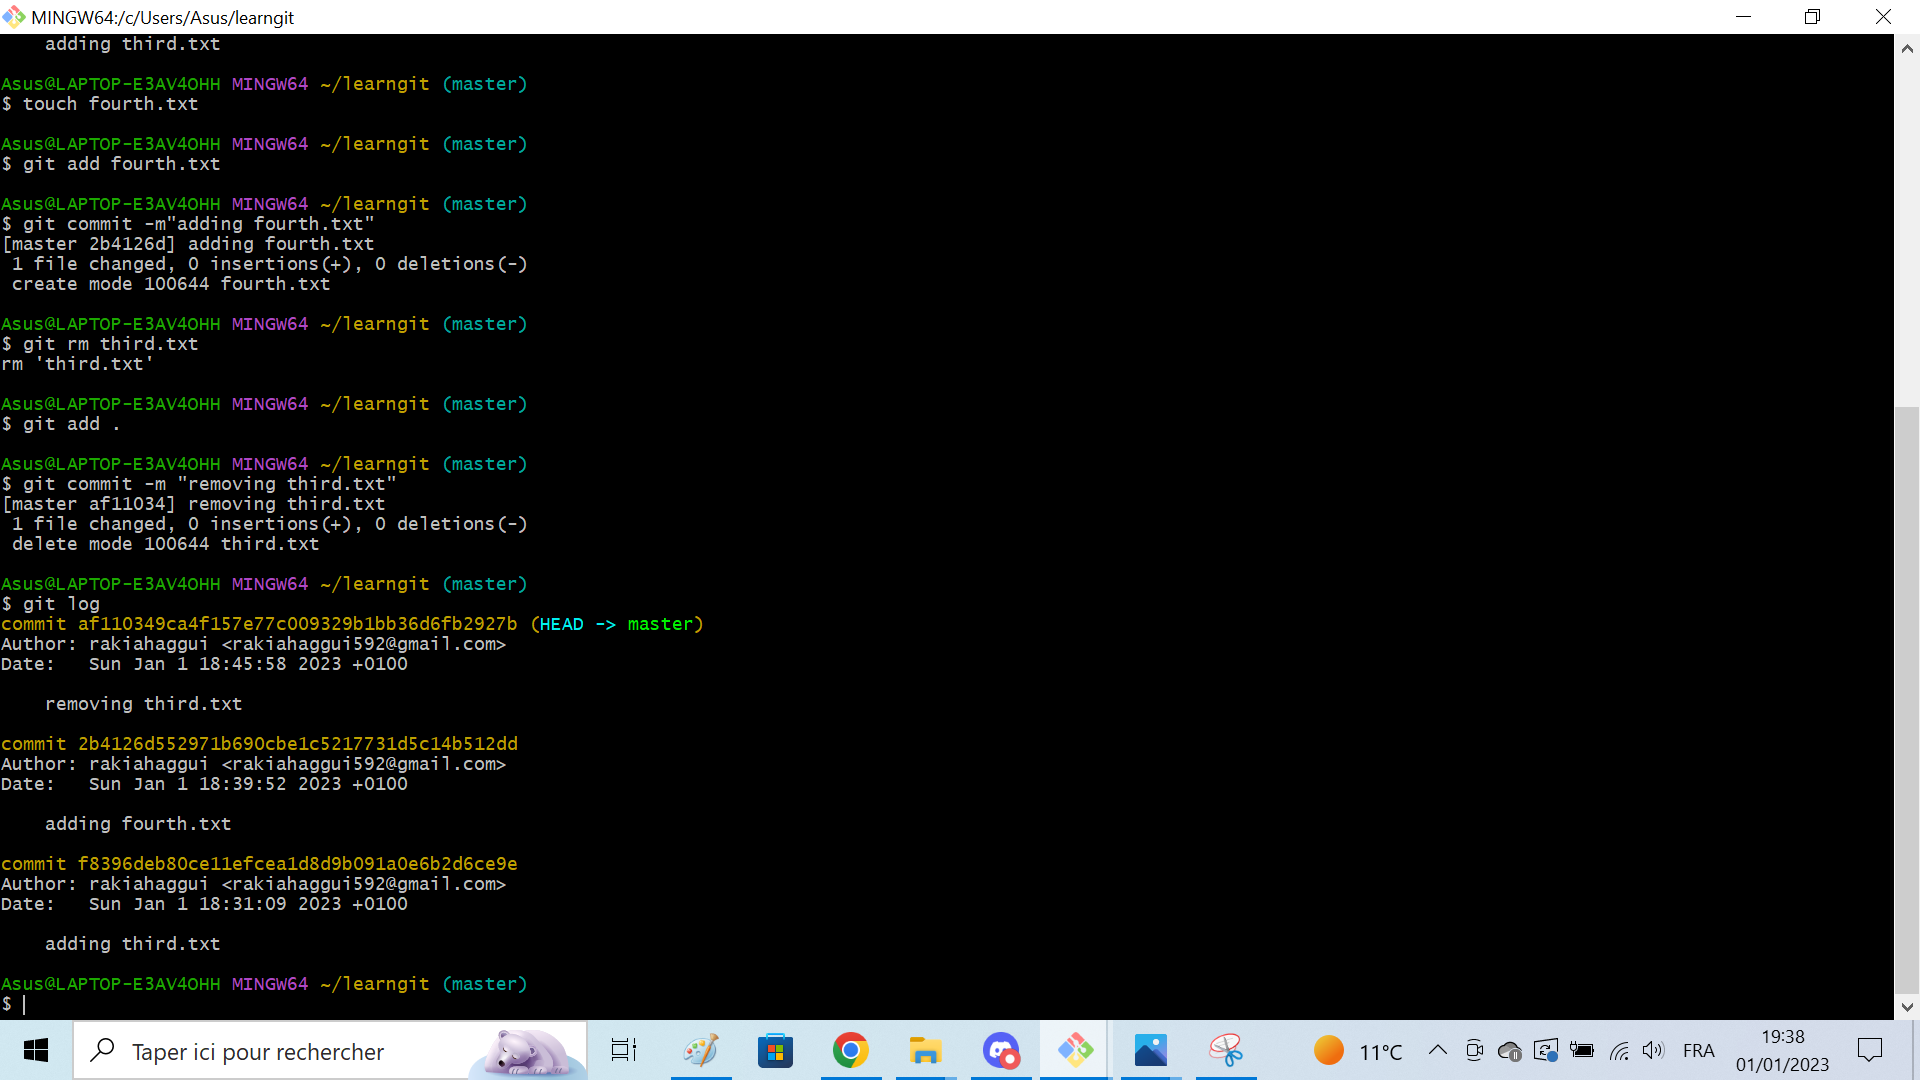 MINGW64:/c/Users/Asus/learngit
    adding third.txt
Asus@LAPTOP-E3AV4OHH MINGW64 ~/learngit (master)
$ touch fourth.txt
Asus@LAPTOP-E3AV4OHH MINGW64 ~/learngit (master)
$ git add fourth.txt
Asus@LAPTOP-E3AV4OHH MINGW64 ~/learngit (master)
$ git commit -m"adding fourth.txt"
[master 2b4126d] adding fourth.txt
 1 file changed, 0 insertions(+), 0 deletions(-)
 create mode 100644 fourth.txt
Asus@LAPTOP-E3AV4OHH MINGW64 ~/learngit (master)
$ git rm third.txt
rm 'third.txt'
Asus@LAPTOP-E3AV4OHH MINGW64 ~/learngit (master)
$ git add .
Asus@LAPTOP-E3AV4OHH MINGW64 ~/learngit (master)
$ git commit -m "removing third.txt"
[master af11034] removing third.txt
 1 file changed, 0 insertions(+), 0 deletions(-)
 delete mode 100644 third.txt
Asus@LAPTOP-E3AV4OHH MINGW64 ~/learngit (master)
$ git log
commit af110349ca4f157e77c009329b1bb36d6fb2927b (HEAD -> master)
Author: rakiahaggui <rakiahaggui592@gmail.com>
Date:   Sun Jan 1 18:45:58 2023 +0100
    removing third.txt
commit 2b4126d552971b690cbe1c5217731d5c14b512dd
Author: rakiahaggui <rakiahaggui592@gmail.com>
Date:   Sun Jan 1 18:39:52 2023 +0100
    adding fourth.txt
commit f8396deb80ce11efcea1d8d9b091a0e6b2d6ce9e
Author: rakiahaggui <rakiahaggui592@gmail.com>
Date:   Sun Jan 1 18:31:09 2023 +0100
    adding third.txt
Asus@LAPTOP-E3AV4OHH MINGW64 ~/learngit (master)
$
Taper ici pour rechercher
11°C
FRA
19:38
01/01/2023